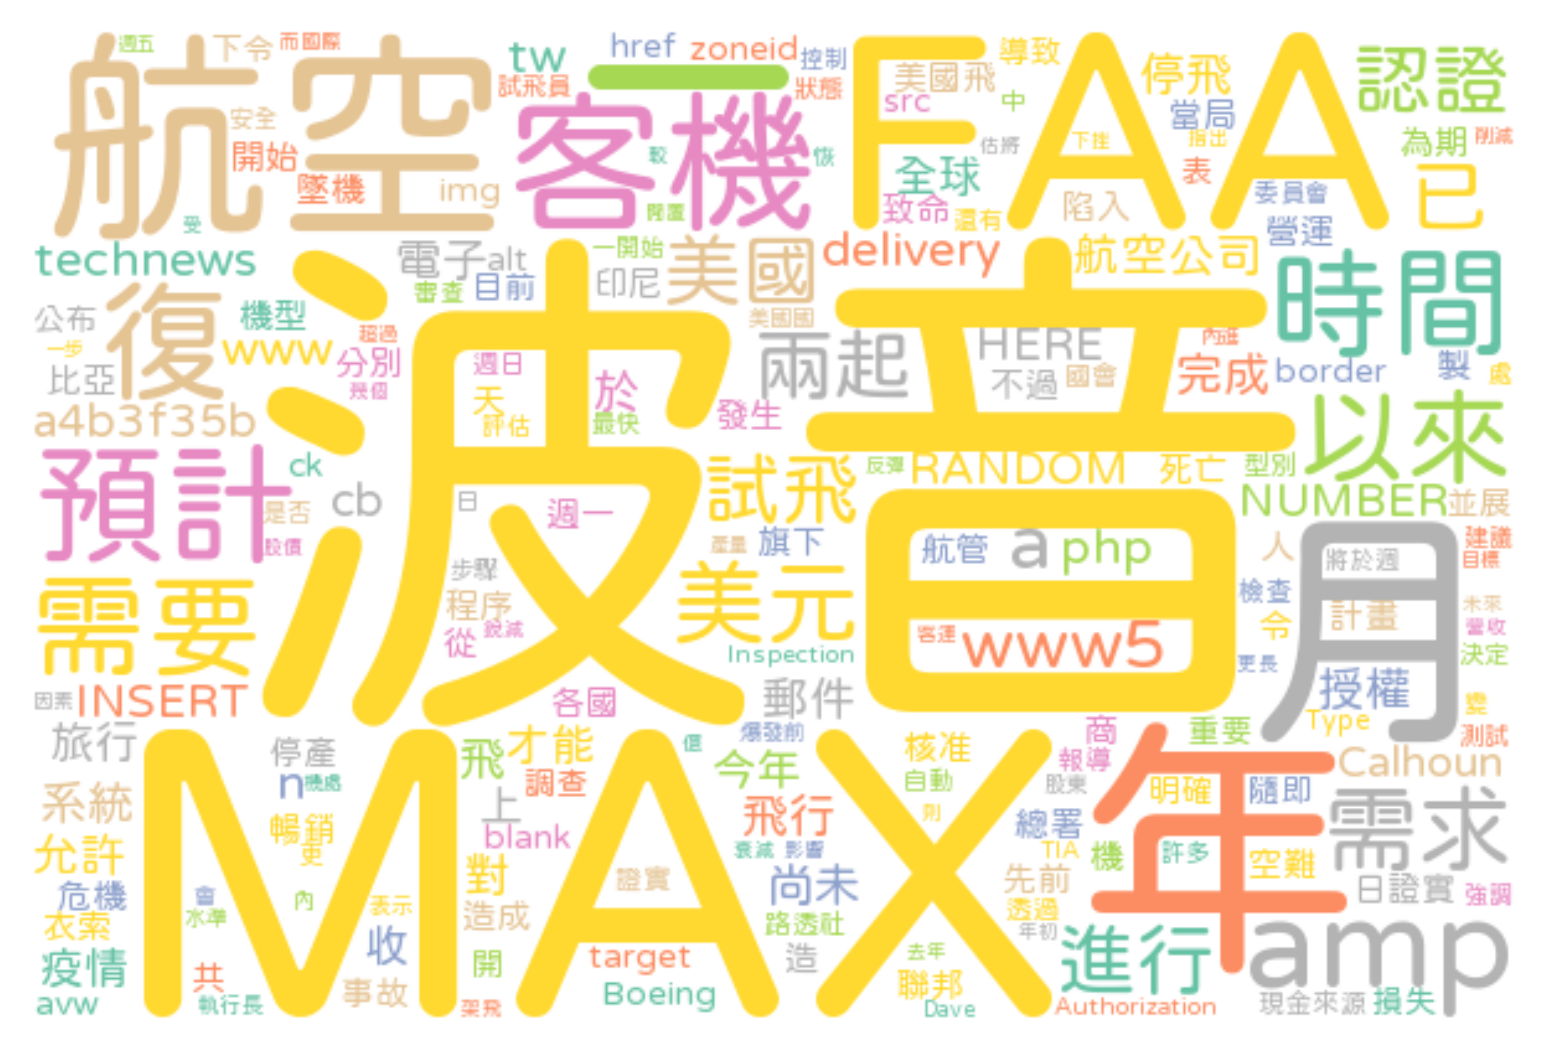 週五
下令
而國際
航空
安全
開始
墜機
img
受
tw
試飛員
href
zoneid
控制
一
狀態
客機
較
恢
FAA
美國飛
src
導致
中
停飛
當局
估將
下挫
指出
全球
表
致命
還有
陷入
委員會
營運
認證
為期
削減
已
technews
電子
alt
審查
目前
一開始
印尼
美國
美國國
delivery
航空公司
時間
公布
一步
比亞
復
機型
www
超過
分別
幾個
週日
天
評估
於
最快
發生
兩起
HERE
不過
國會
內進
完成
border
製
處
a4b3f35b
波音
以來
預計
ck
cb
是否
股價
日
週一
試飛
反彈
RANDOM
死亡
型別
NUMBER
並展
產量
旗下
航管
a
php
人
將於週
建議
目標
月
需要
步驟
程序
從
銳減
美元
Inspection
客運
www5
檢查
令
更長
計畫
未來
營收
決定
授權
因素
INSERT
旅行
各國
郵件
爆發前
Type
變
測試
停產
n
機處
飛
才能
調查
償
今年
核准
自動
商
報導
股東
重要
年
Calhoun
系統
允許
暢銷
更
上
blank
飛行
衰減
影響
則
總署
TIA
機
明確
許多
隨即
空難
需求
MAX
危機
衣索
會
水準
內
表示
對
造成
證實
尚未
路透社
先前
透過
年初
日證實
強調
疫情
avw
共
執行長
收
事故
開
架飛
target
Boeing
造
去年
聯邦
Dave
進行
Authorization
amp
現金來源
損失